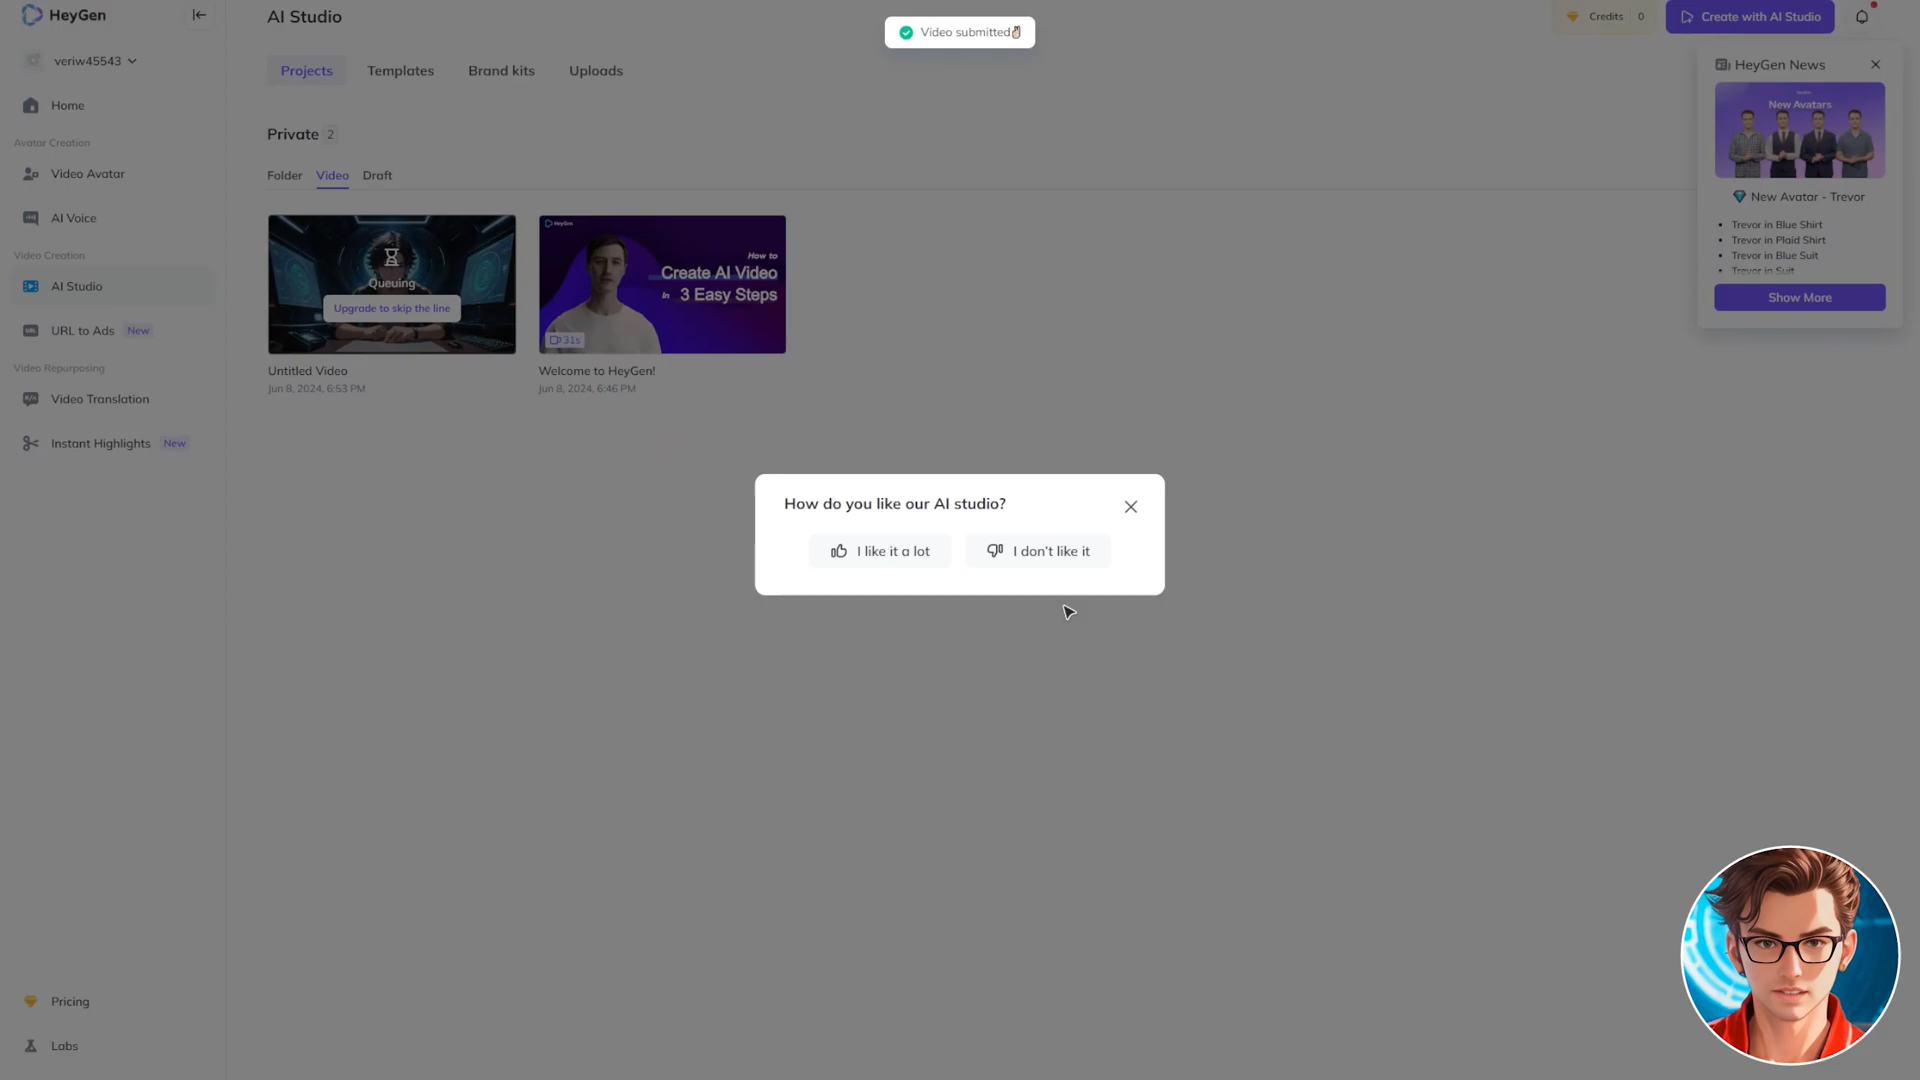 HeyGen
veriw45543
Home
Avatar Creation
Video Avatar
AI Voice
Video Creation
AI Studio
URL to Ads New
Video Repurposing
Video Translation
Instant Highlights New
Pricing
Labs
AI Studio
Projects Templates Brand kits Uploads
Private 2
Folder Video Draft
Queuing
Upgrade to skip the line
Untitled Video
Jun 8, 2024, 6:53 PM
HeyGen
How to
Create AI Video
In 3 Easy Steps
31s
Welcome to HeyGen!
Jun 8, 2024, 6:46 PM
Video submitted
How do you like our AI studio?
I like it a lot
I don't like it
Credits 0
Create with AI Studio
HeyGen News
New Avatars
New Avatar - Trevor
• Trevor in Blue Shirt
• Trevor in Plaid Shirt
• Trevor in Blue Suit
• Trevor in Suit
Show More